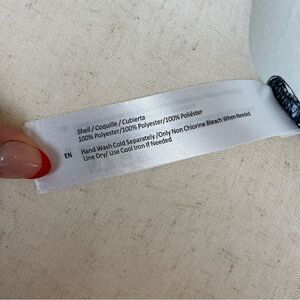 Shell / Coquille / Cubierta
100% Polyester/100% Polyester/100% Poliéster
EN Hand Wash Cold Separately /Only Non Chlorine Bleach When Needed
Line Dry/ Use Cool Iron If Needed